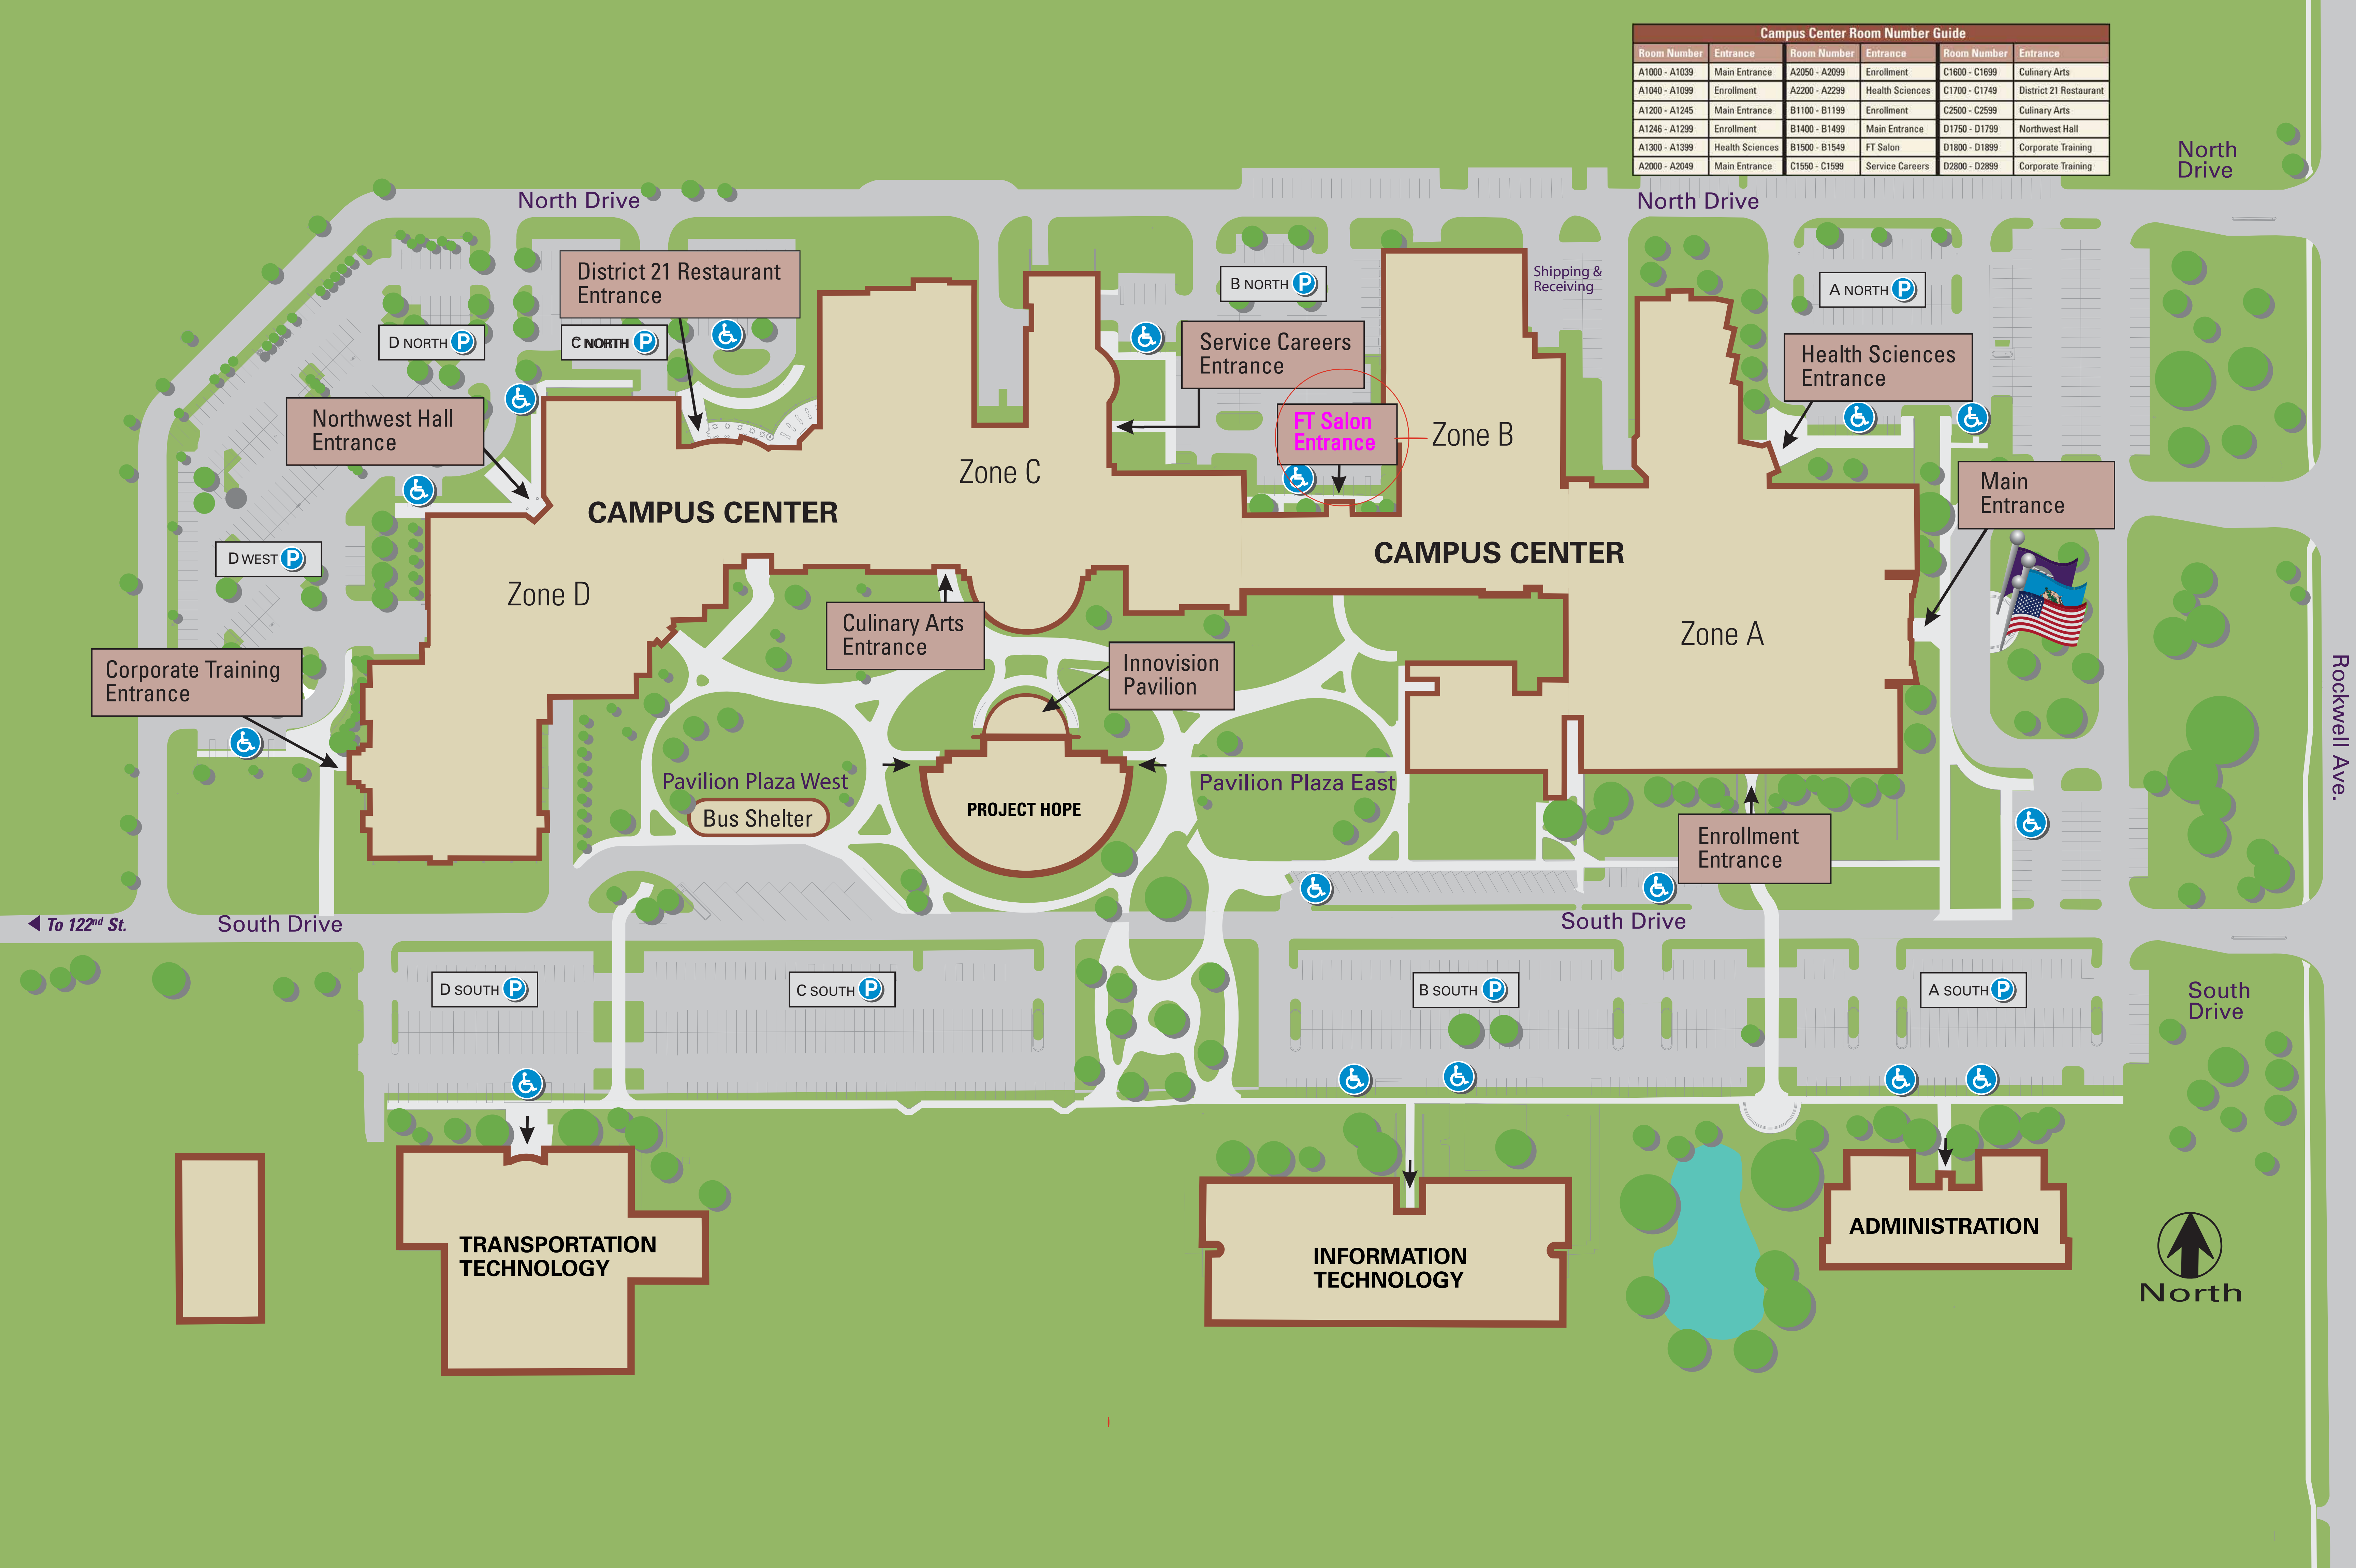 Campus Center Room Number Guide
Room Number Entrance Room Number Entrance Room Number Entrance
A1000 - A1039 Main Entrance A2050 - A2099 Enrollment C1600 - C1699 Culinary Arts
A1040 - A1099 Enrollment A2200 - A2299 Health Sciences C1700 - C1749 District 21 Restaurant
A1200 - A1245 Main Entrance B1100 - B1199 Enrollment C2500 - C2599 Culinary Arts
A1246 - A1299 Enrollment B1400 - B1499 Main Entrance D1750 - D1799 Northwest Hall
A1300 - A1399 Health Sciences B1500 - B1549 FT Salon D1800 - D1899 Corporate Training
A2000 - A2049 Main Entrance C1550 - C1599 Service Careers D2800 - D2899 Corporate Training
North
Drive
North Drive
North Drive
District 21 Restaurant
Entrance
Shipping &
Receiving
B NORTH P
A NORTH P
D NORTH P
C NORTH P
Service Careers
Entrance
Health Sciences
Entrance
Northwest Hall
Entrance
FT Salon
Entrance
Zone B
Zone C
Main
Entrance
CAMPUS CENTER
CAMPUS CENTER
D WEST P
Zone D
Culinary Arts
Entrance
Zone A
Innovision
Pavilion
Corporate Training
Entrance
Rockwell Ave.
Pavilion Plaza West
Pavilion Plaza East
Bus Shelter
PROJECT HOPE
Enrollment
Entrance
To 122nd St.
South Drive
South Drive
D SOUTH P
C SOUTH P
B SOUTH P
A SOUTH P
South
Drive
TRANSPORTATION
TECHNOLOGY
INFORMATION
TECHNOLOGY
ADMINISTRATION
North